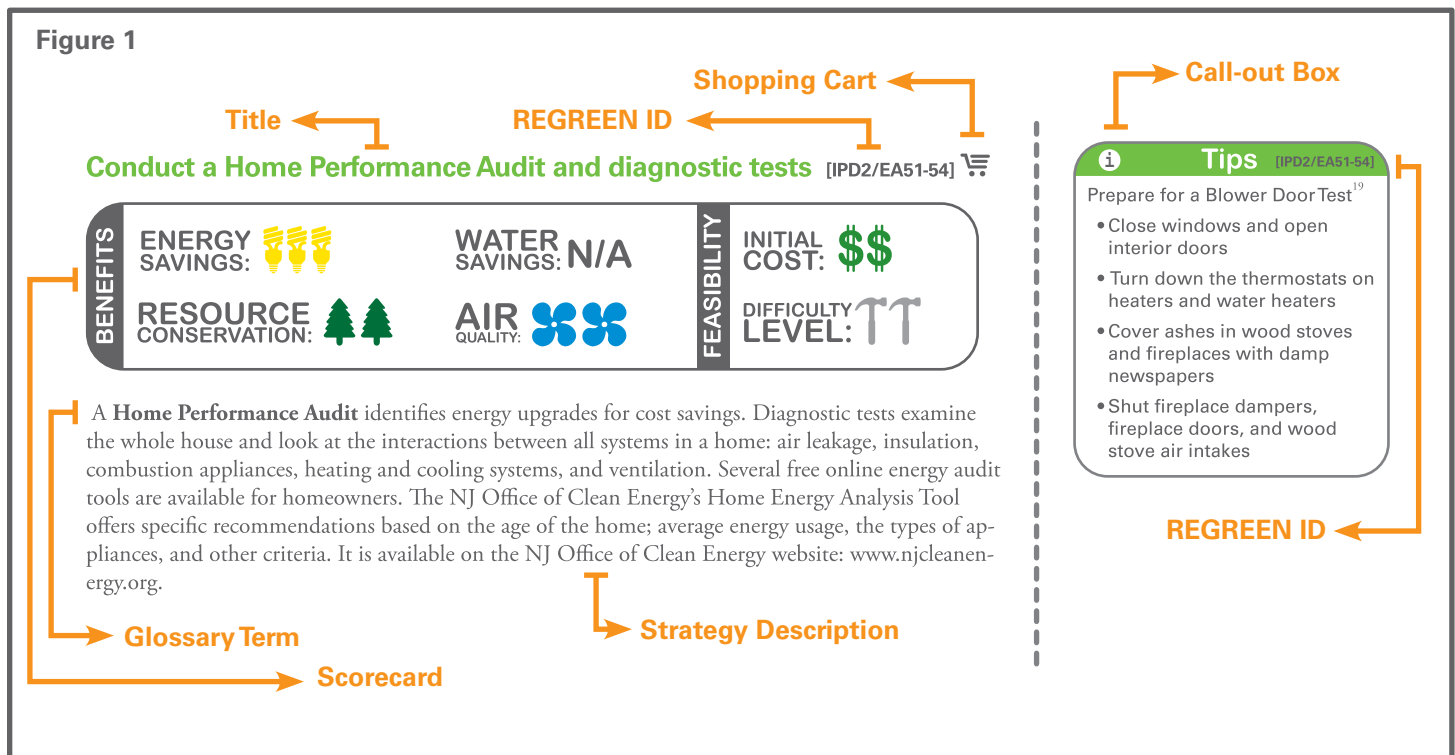 Figure 1
Shopping Cart
Title
REGREEN ID
Conduct a Home Performance Audit and diagnostic tests [IPD2/EA51-54]
BENEFITS
ENERGY
SAVINGS:
WATER
SAVINGS: N/A
RESOURCE
CONSERVATION:
AIR
QUALITY:
FEASIBILITY
INITIAL
COST: $$
DIFFICULTY
LEVEL:
A Home Performance Audit identifies energy upgrades for cost savings. Diagnostic tests examine
the whole house and look at the interactions between all systems in a home: air leakage, insulation,
combustion appliances, heating and cooling systems, and ventilation. Several free online energy audit
tools are available for homeowners. The NJ Office of Clean Energy's Home Energy Analysis Tool
offers specific recommendations based on the age of the home; average energy usage, the types of ap-
pliances, and other criteria. It is available on the NJ Office of Clean Energy website: www.njcleanen-
ergy.org.
Glossary Term
Strategy Description
Scorecard
Call-out Box
i Tips [IPD2/EA51-54]
Prepare for a Blower Door Test19
• Close windows and open
interior doors
• Turn down the thermostats on
heaters and water heaters
• Cover ashes in wood stoves
and fireplaces with damp
newspapers
• Shut fireplace dampers,
fireplace doors, and wood
stove air intakes
REGREEN ID